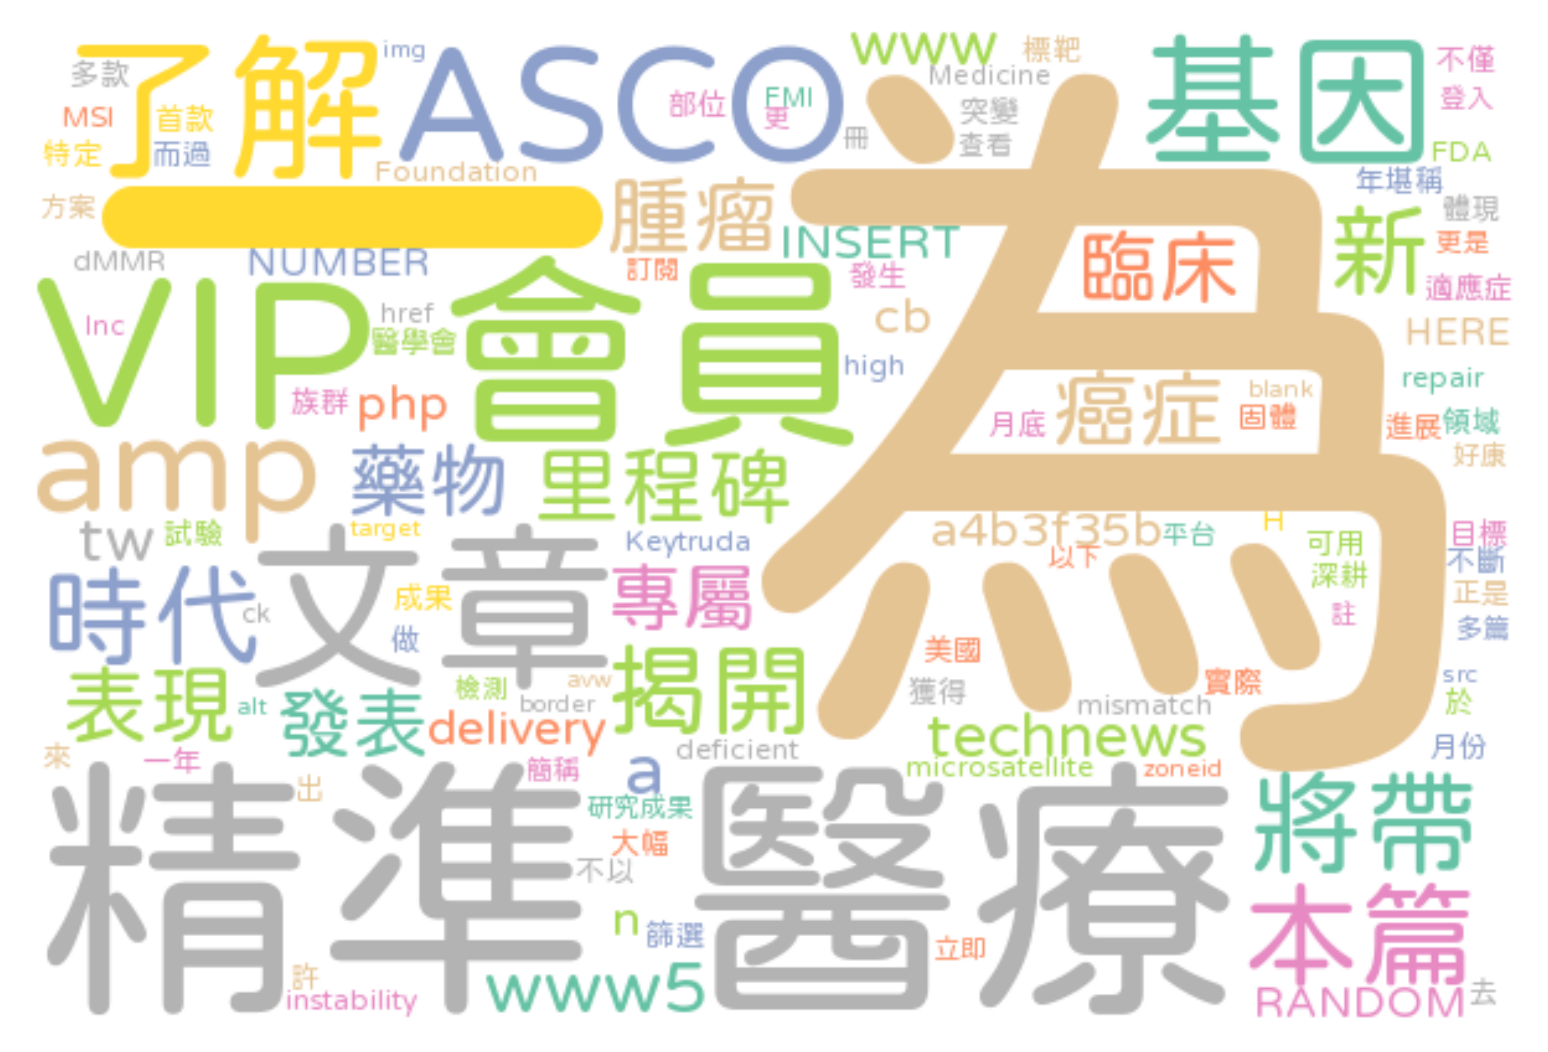 了解
img
ASCO
www
標靶
基因
不僅
多款
Medicine
登入
MSI
首款
部位
FMI
更
突變
特定
而過
冊
查看
FDA
Foundation
為
年堪稱
方案
一
腫瘤
INSERT
臨床
新
體現
更是
dMMR
NUMBER
訂閱
發生
適應症
VIP會員
Inc
href
醫學會
cb
HERE
high
族群
php
月底
癌症
blank
固體
repair
進展
領域
好康
amp
藥物
里程碑
tw
試驗
target
文章
Keytruda
a4b3f35b
平台
H
以下
可用
目標
不斷
深耕
時代
ck
成果
專屬
正是
註
做
多篇
美國
表現
alt
發表
檢測
avw
border
揭開
獲得
實際
src
mismatch
於
delivery
technews
來
一年
deficient
月份
簡稱
a
microsatellite
zoneid
精準醫療
出
研究成果
大幅
不以
將帶
n
篩選
立即
本篇
許
instability
www5
RANDOM
去